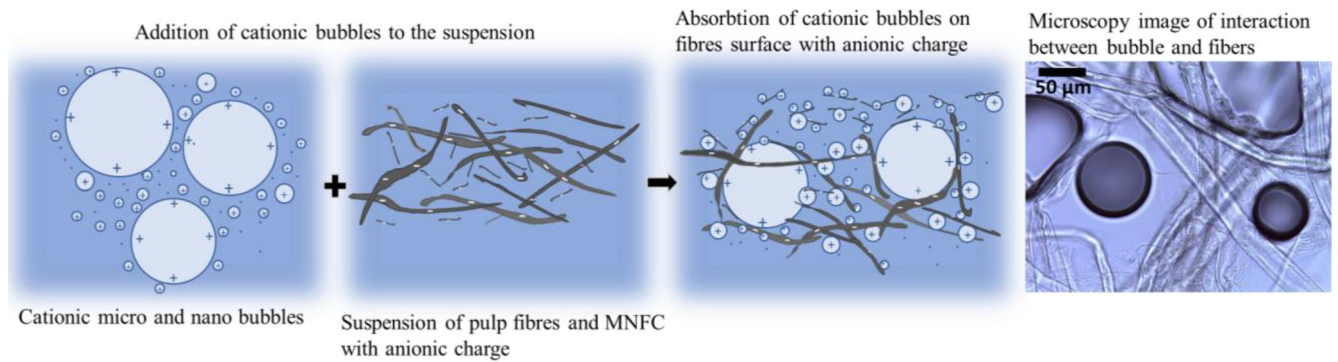 Addition of cationic bubbles to the suspension
Absorbtion of cationic bubbles on
fibres surface with anionic charge
Microscopy image of interaction
between bubble and fibers
50 µm
Cationic micro and nano bubbles
Suspension of pulp fibres and MNFC
with anionic charge